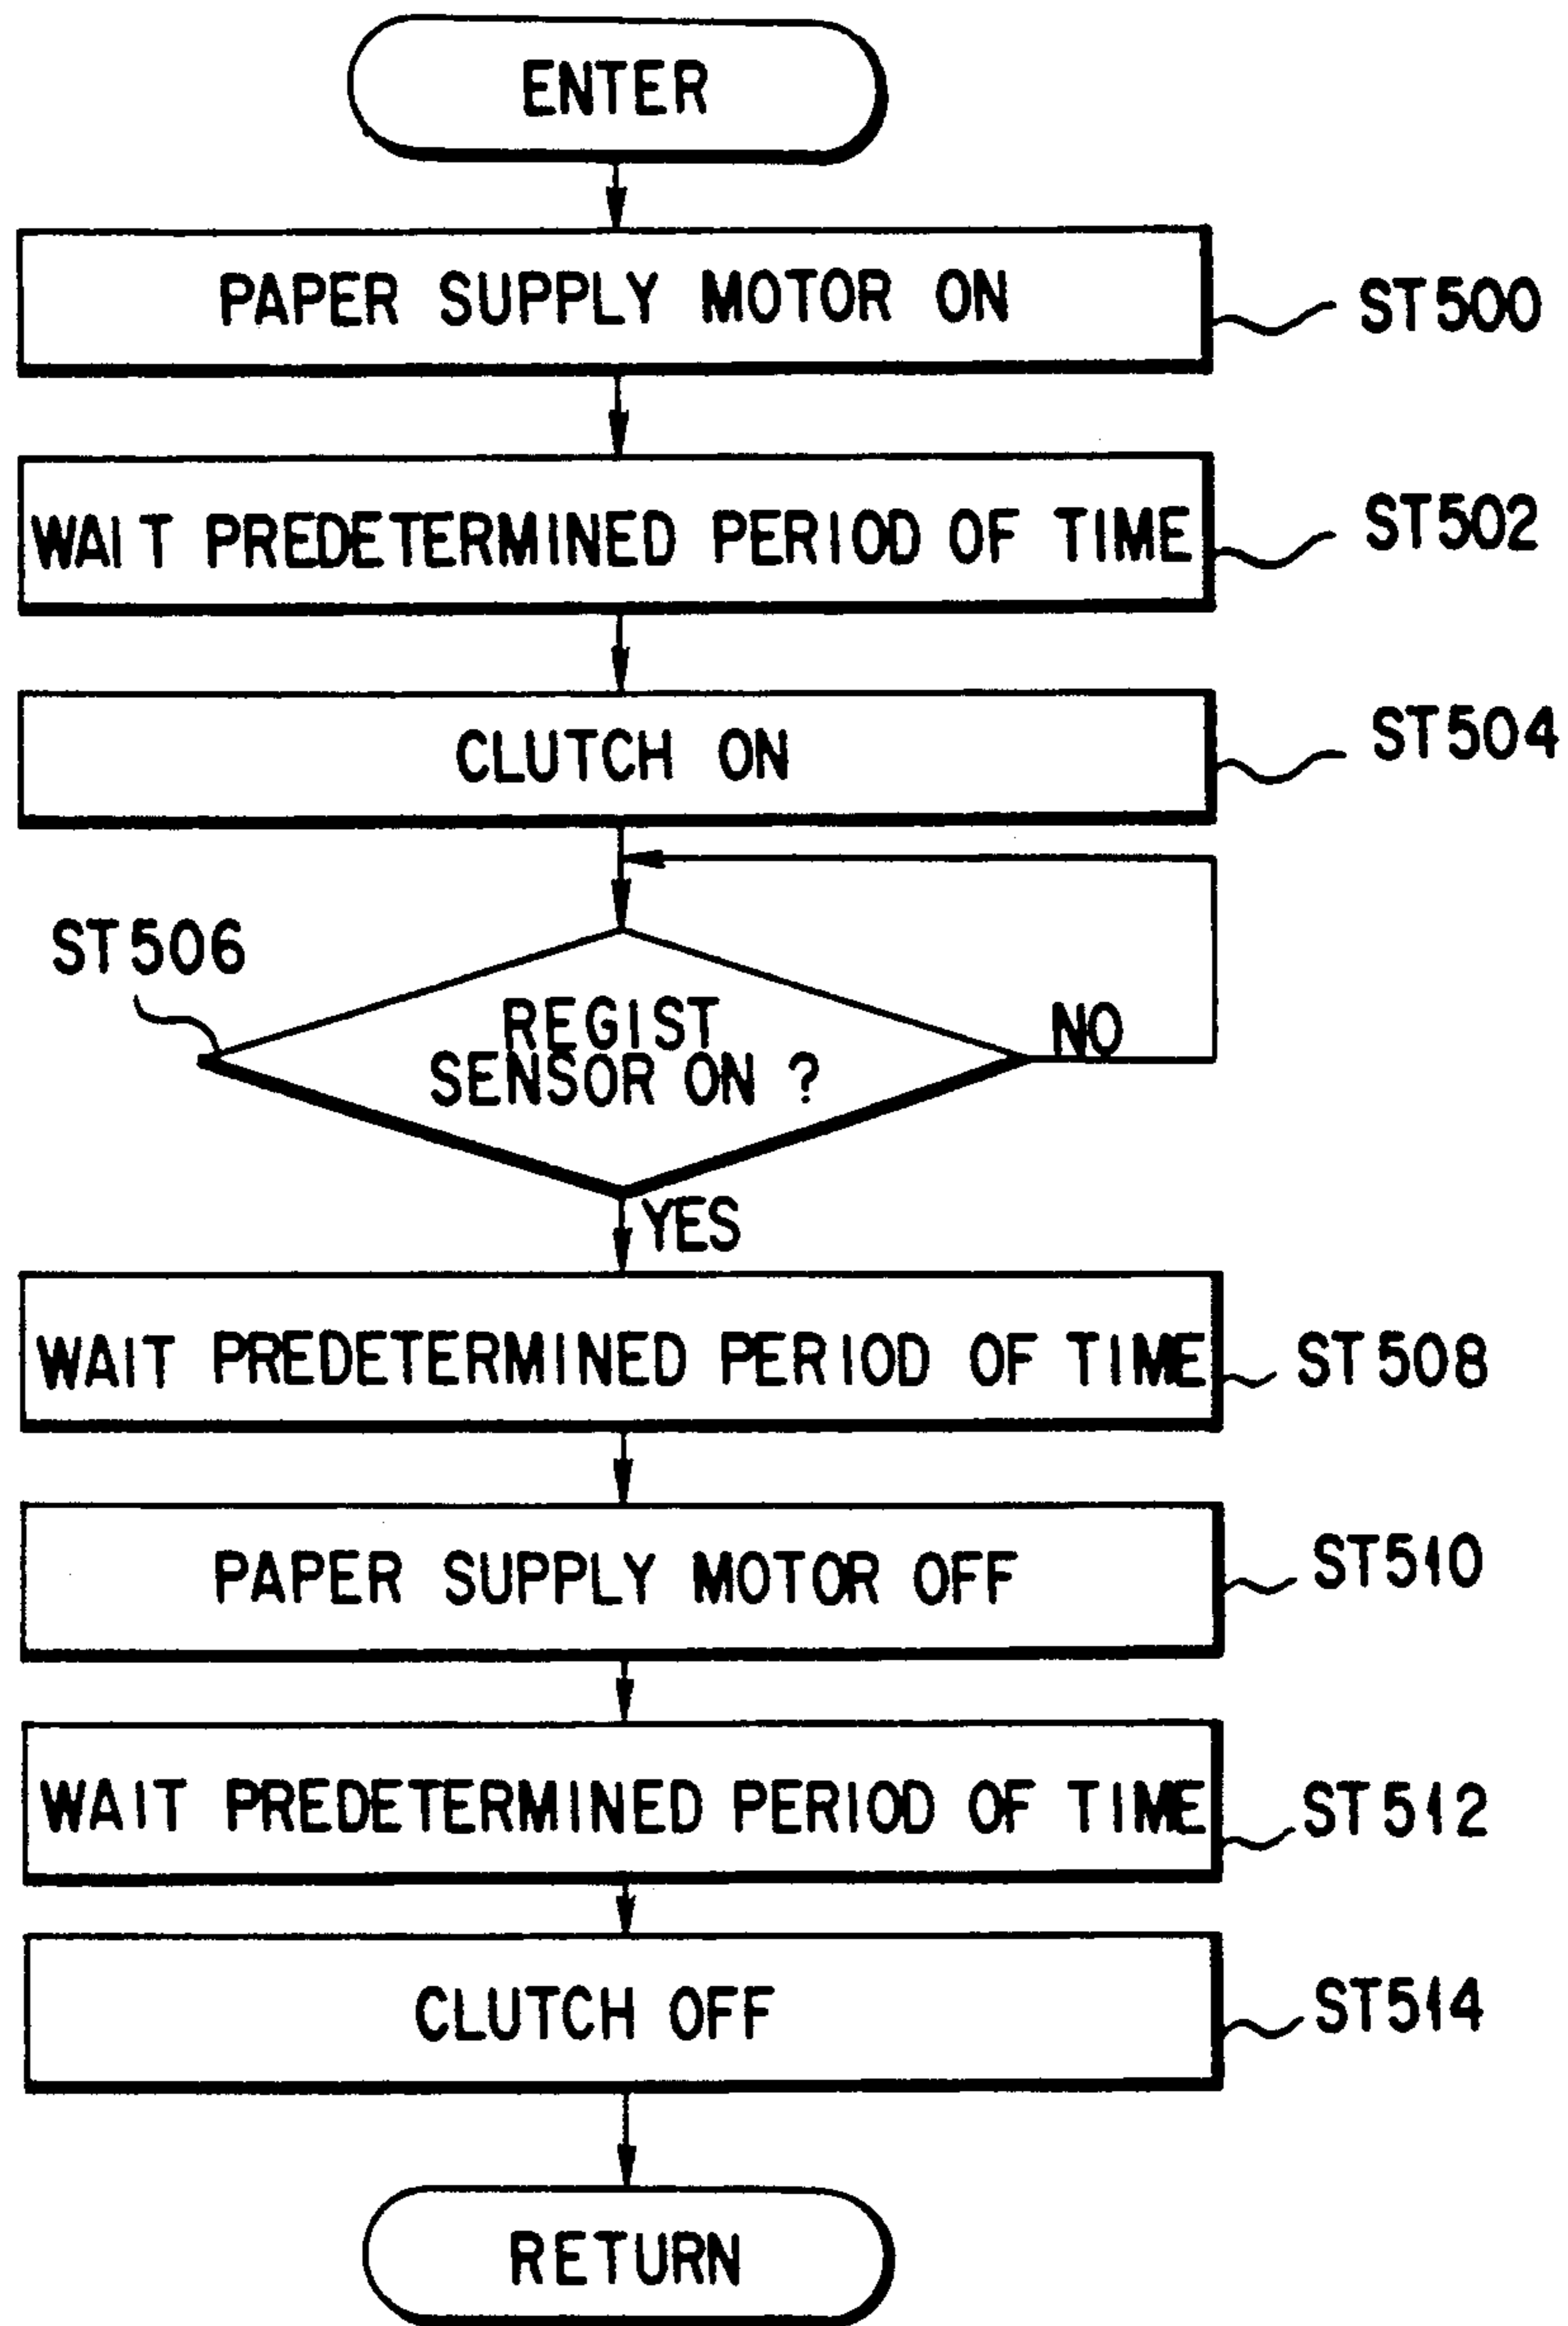 ENTER
PAPER SUPPLY MOTOR ON
ST500
WAIT PREDETERMINED PERIOD OF TIME
ST502
CLUTCH ON
ST504
ST506
REGIST
SENSOR ON ?
NO
YES
WAIT PREDETERMINED PERIOD OF TIME
ST508
PAPER SUPPLY MOTOR OFF
ST510
WAIT PREDETERMINED PERIOD OF TIME
ST512
CLUTCH OFF
ST514
RETURN